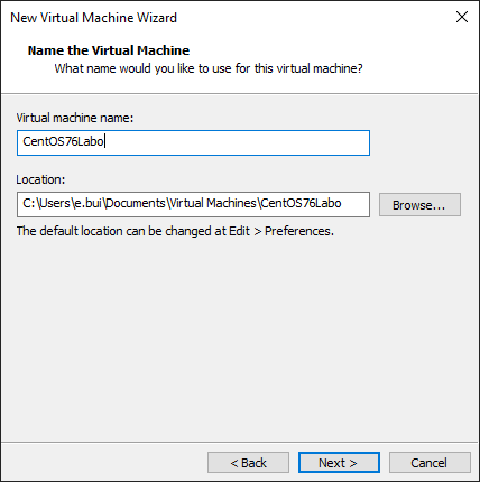 New Virtual Machine Wizard
Name the Virtual Machine
What name would you like to use for this virtual machine?
Virtual machine name:
CentOS76Labo
Location:
C:\Users\e.bui\Documents\Virtual Machines\CentOS76Labo
Browse...
The default location can be changed at Edit > Preferences.
< Back
Next >
Cancel